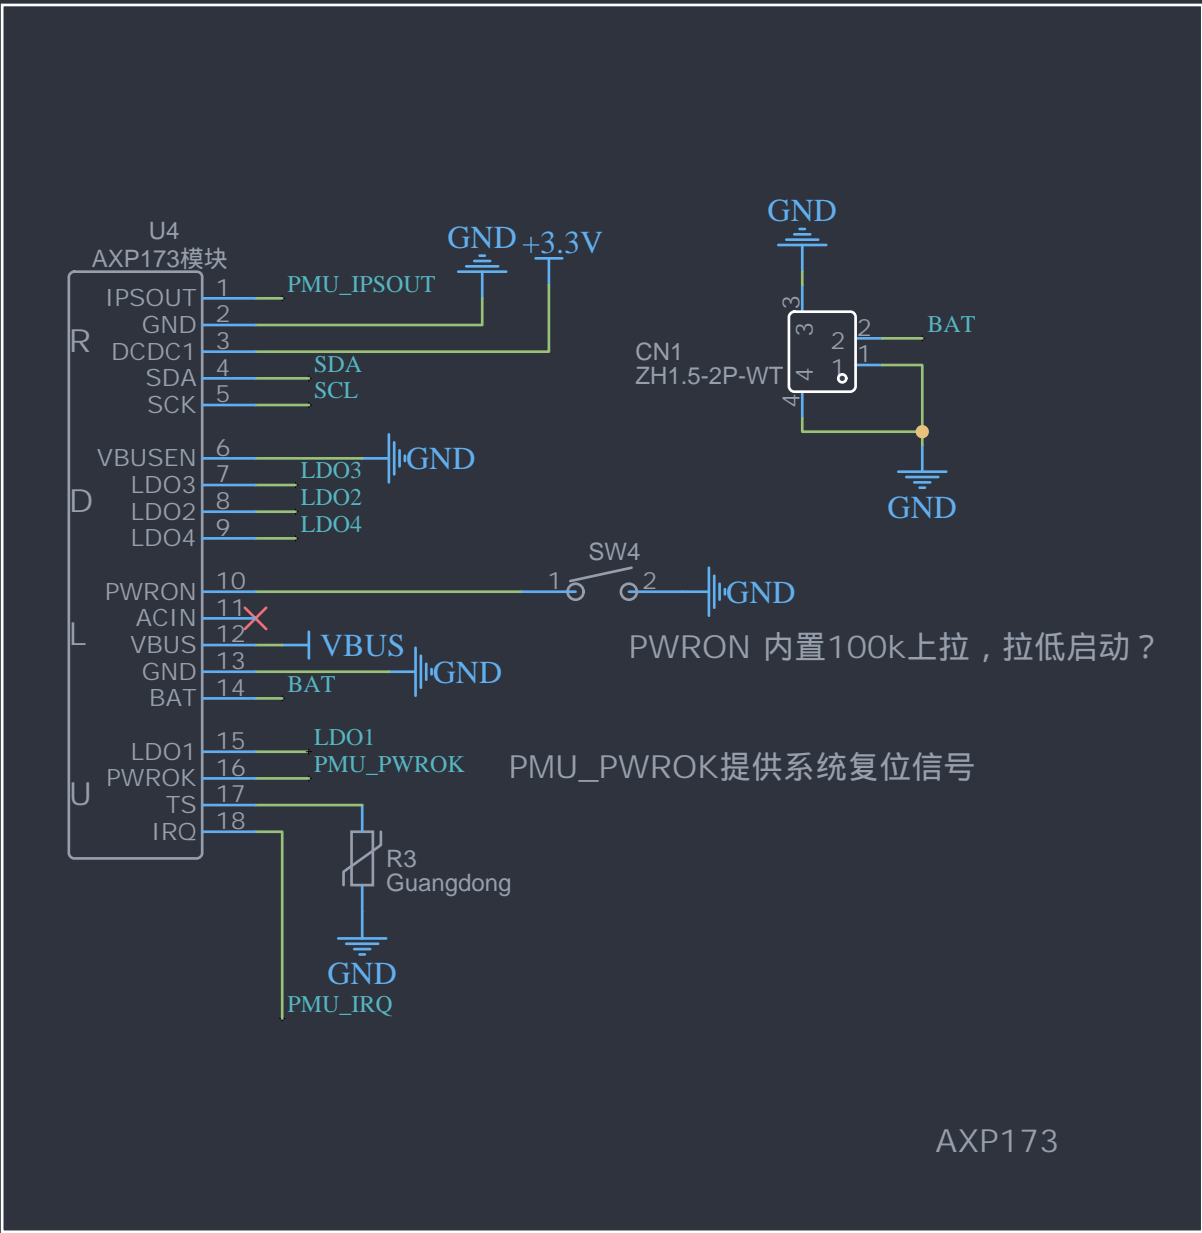 U4
AXP173模块
R
D
L
U
IPSOUT 1 PMU_IPSOUT
GND 2
DCDC1 3
SDA 4 SDA
SCK 5 SCL
VBUSEN 6 GND
LDO3 7 LDO3
LDO2 8 LDO2
LDO4 9 LDO4
PWRON 10
ACIN 11
VBUS 12 VBUS
GND 13 GND
BAT 14 BAT
LDO1 15 LDO1
PWROK 16 PMU_PWROK
TS 17
IRQ 18
GND +3.3V
GND
3
3
CN1
ZH1.5-2P-WT
2 2 BAT
1 1
4
4
GND
SW4
1 2 GND
PWRON 内置100k上拉，拉低启动？
PMU_PWROK提供系统复位信号
R3
Guangdong
GND
PMU_IRQ
AXP173